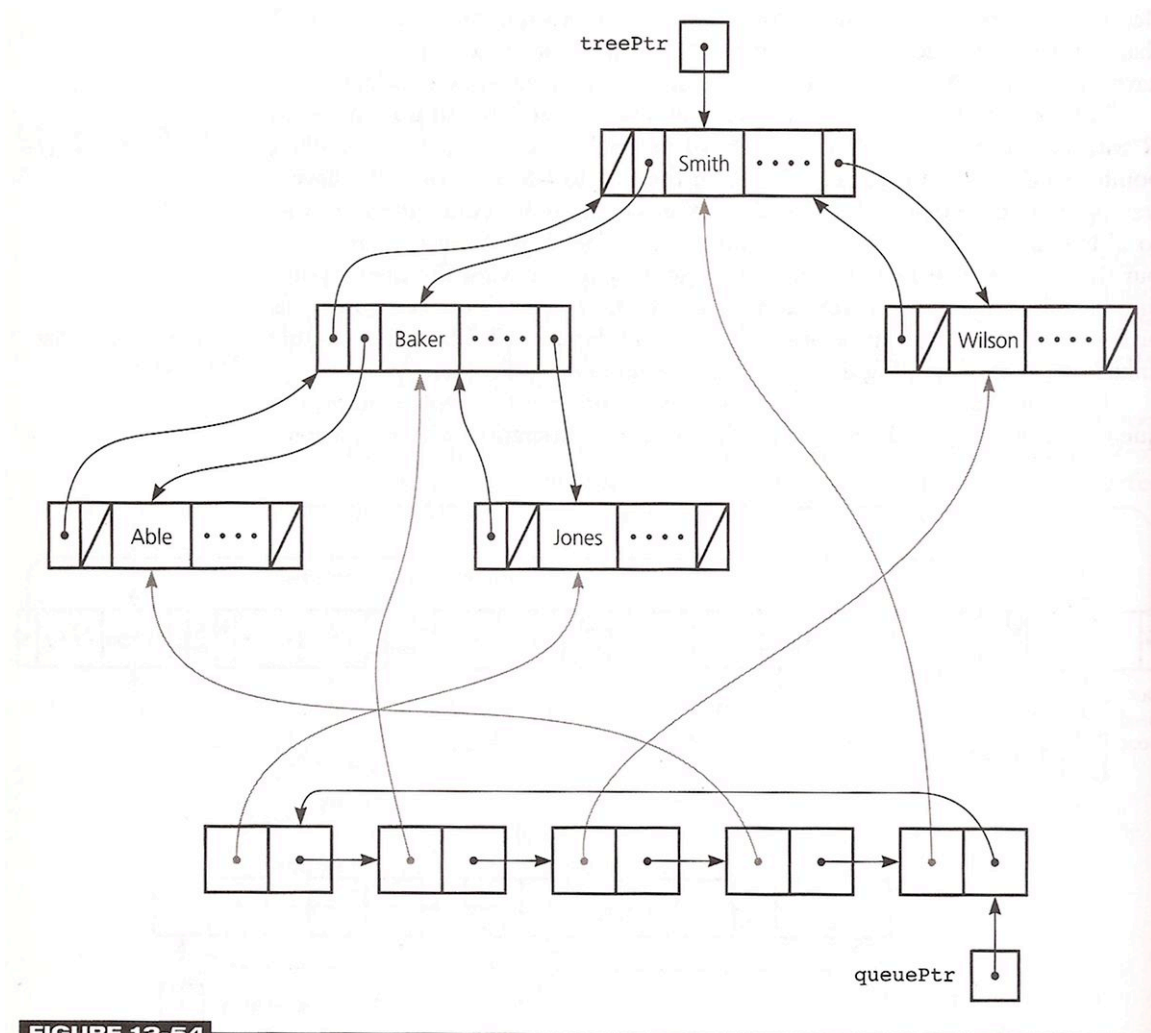 treePtr
Smith
Baker
Wilson
Able
Jones
queuePtr
FIGURE 12-54